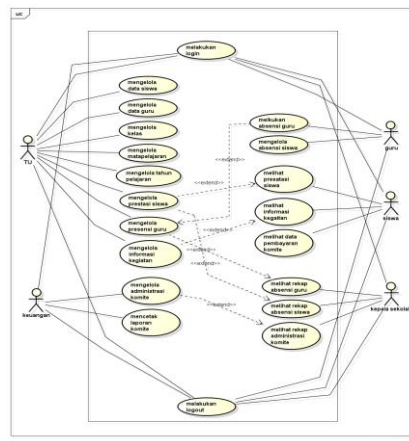 uc
melakukan
login
mengelola
data siswa
mengelola
data guru
mengelola
kelas
mengelola
matapelajaran
mengelola tahun
pelajaran
mengelola
prestasi siswa
mengelola
presensi guru
mengelola
informasi
kegiatan
mengelola
administrasi
komite
mencetak
laporan
komite
melakukan
logout
melkukan
absensi guru
mengelola
absensi siswa
melihat
prestasi
siswa
melihat
informasi
kegiatan
melihat data
pembayaran
komite
melihat rekap
absensi guru
melihat rekap
absensi siswa
melihat rekap
administrasi
komite
<<extend>>
<<extend>>
<<extend>>
<<extend>>
<<extend>>
<<extend>>
TU
keuangan
guru
siswa
kepala sekolah